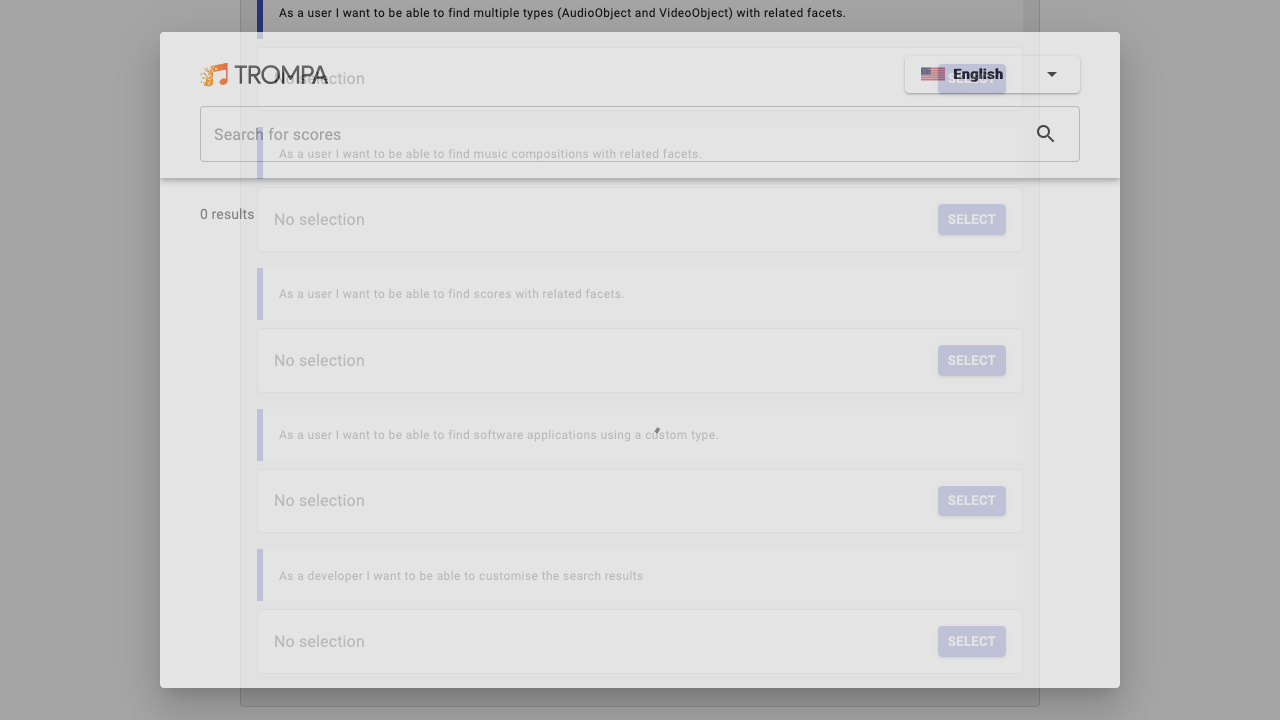 As a user I want to be able to find multiple types (AudioObject and VideoObject) with related facets.
TROMPA
No selection
English
Search for scores
As a user I want to be able to find music compositions with related facets.
0 results
No selection
SELECT
As a user I want to be able to find scores with related facets.
No selection
SELECT
As a user I want to be able to find software applications using a custom type.
No selection
SELECT
As a developer I want to be able to customise the search results
No selection
SELECT